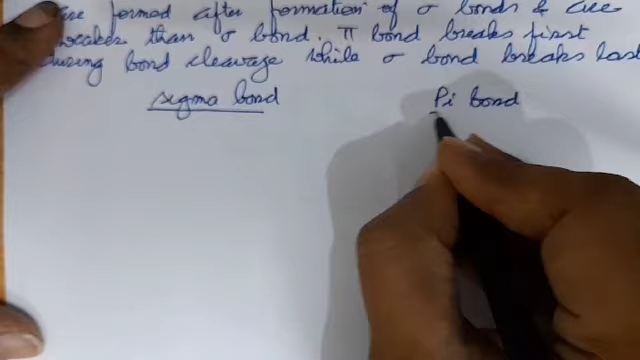 are formed after formation of σ bonds & are
weaker than σ bond. π bond breaks first
during bond cleavage while σ bond breaks last
sigma bond Pi bond